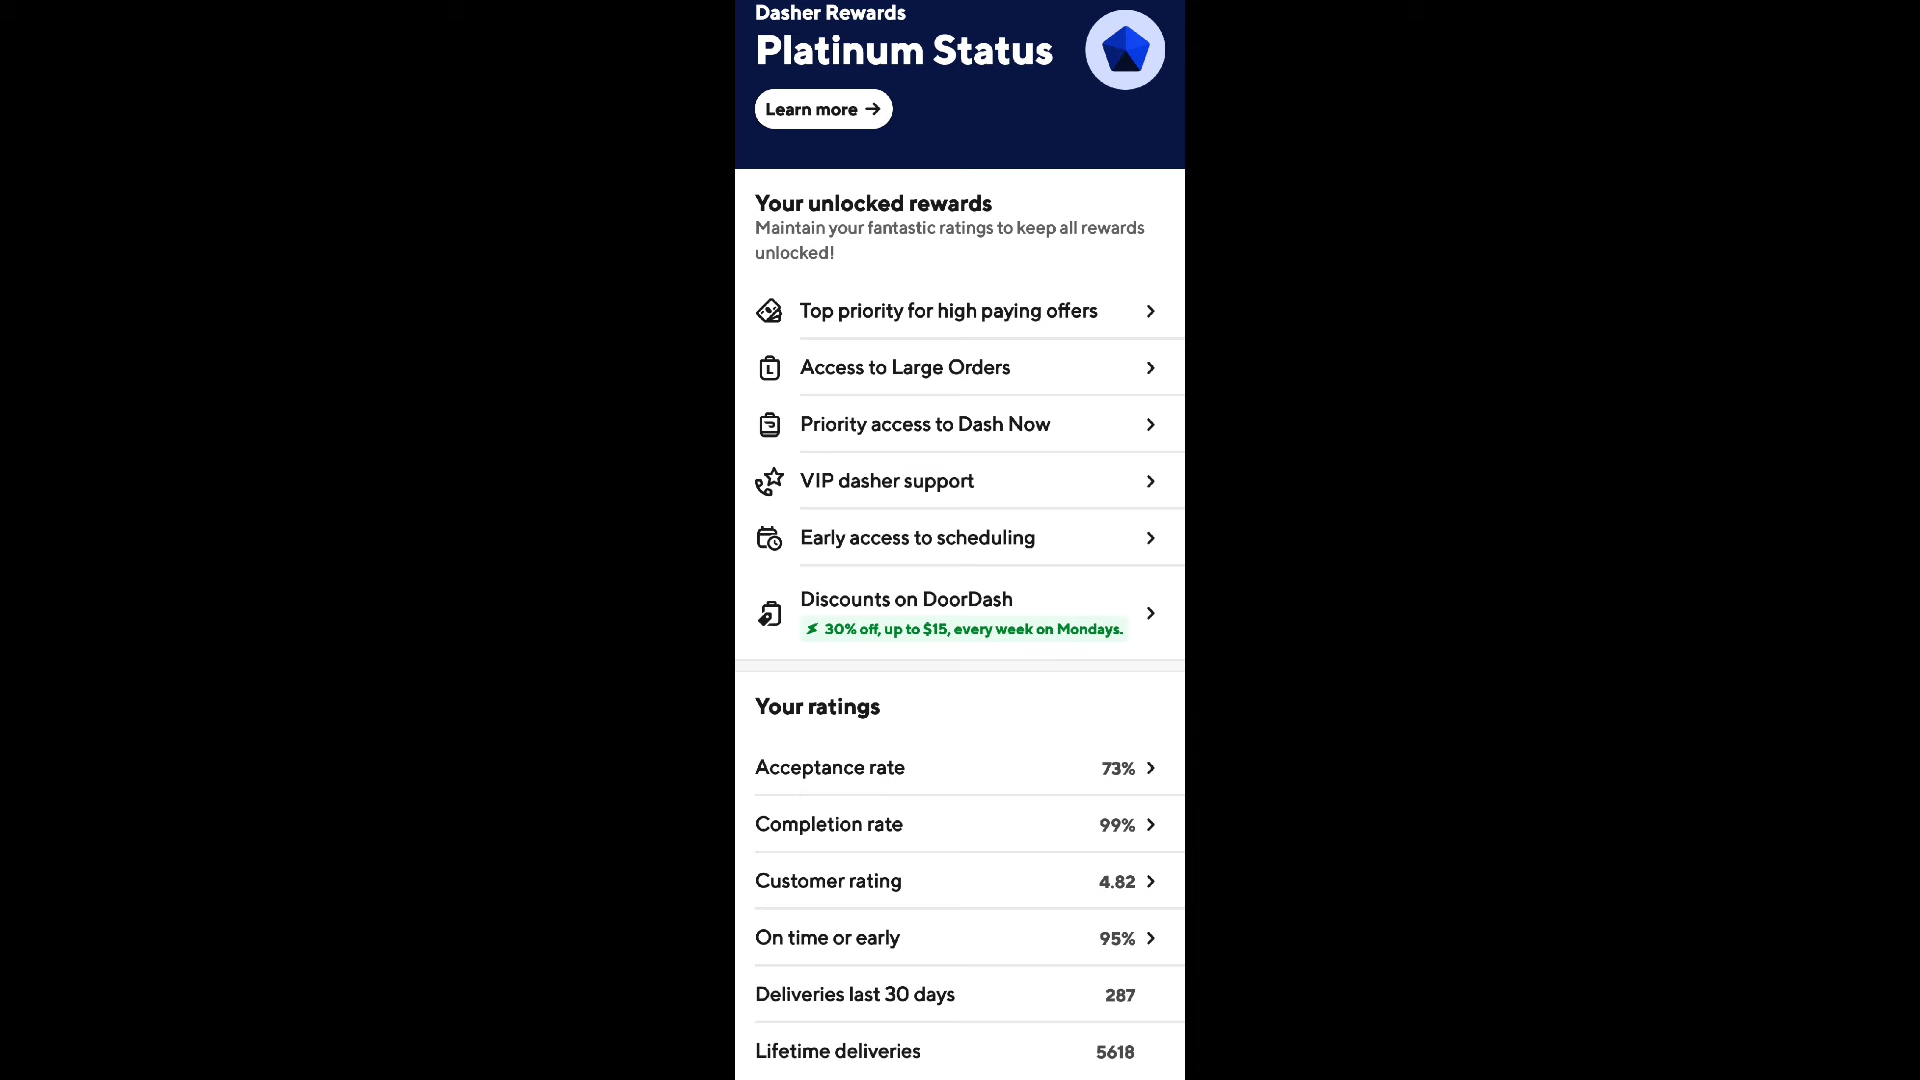 Dasher Rewards
Platinum Status
Learn more →
Your unlocked rewards
Maintain your fantastic ratings to keep all rewards
unlocked!
Top priority for high paying offers
Access to Large Orders
Priority access to Dash Now
VIP dasher support
Early access to scheduling
Discounts on DoorDash
30% off, up to $15, every week on Mondays.
Your ratings
Acceptance rate 73%
Completion rate 99%
Customer rating 4.82
On time or early 95%
Deliveries last 30 days 287
Lifetime deliveries 5618